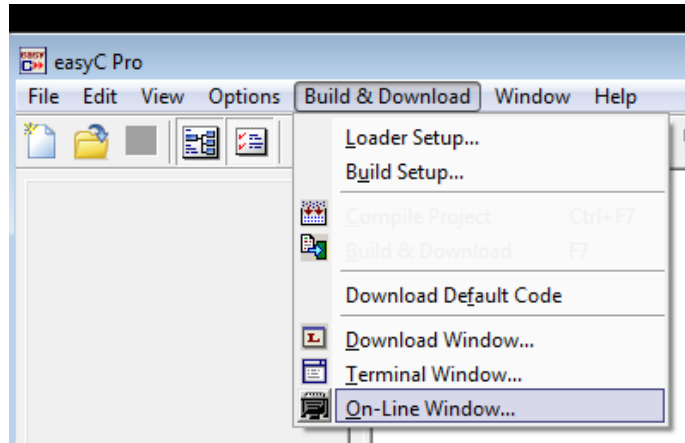 easyC Pro
File Edit View Options Build & Download Window Help
Loader Setup...
Build Setup...
Compile Project Ctrl+F7
Build & Download F7
Download Default Code
Download Window...
Terminal Window...
On-Line Window...